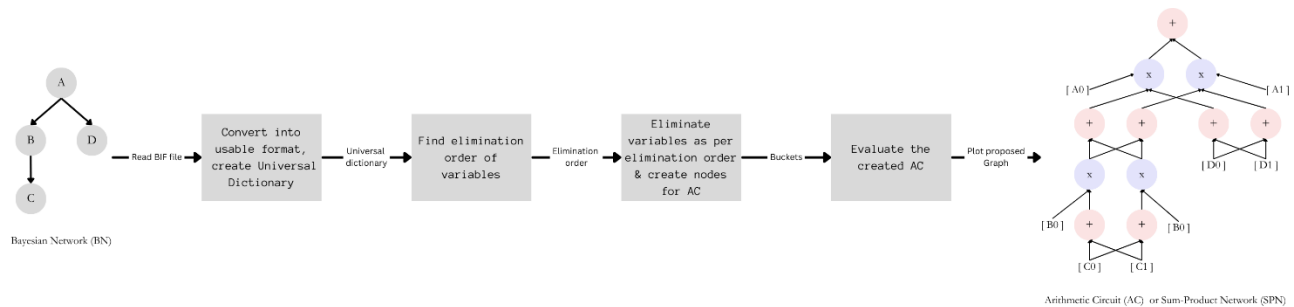 A
B
D
C
Bayesian Network (BN)
Read BIF file
Convert into
usable format,
create Universal
Dictionary
Universal
dictionary
Find elimination
order of
variables
Elimination
order
Eliminate
variables as per
elimination order
& create nodes
for AC
Buckets
Evaluate the
created AC
Plot proposed
Graph
+
x x
[ A0 ] [ A1 ]
+ + + +
[ D0 ] [ D1 ]
x x
[ B0 ] [ B0 ]
+ +
[ C0 ] [ C1 ]
Arithmetic Circuit (AC) or Sum-Product Network (SPN)